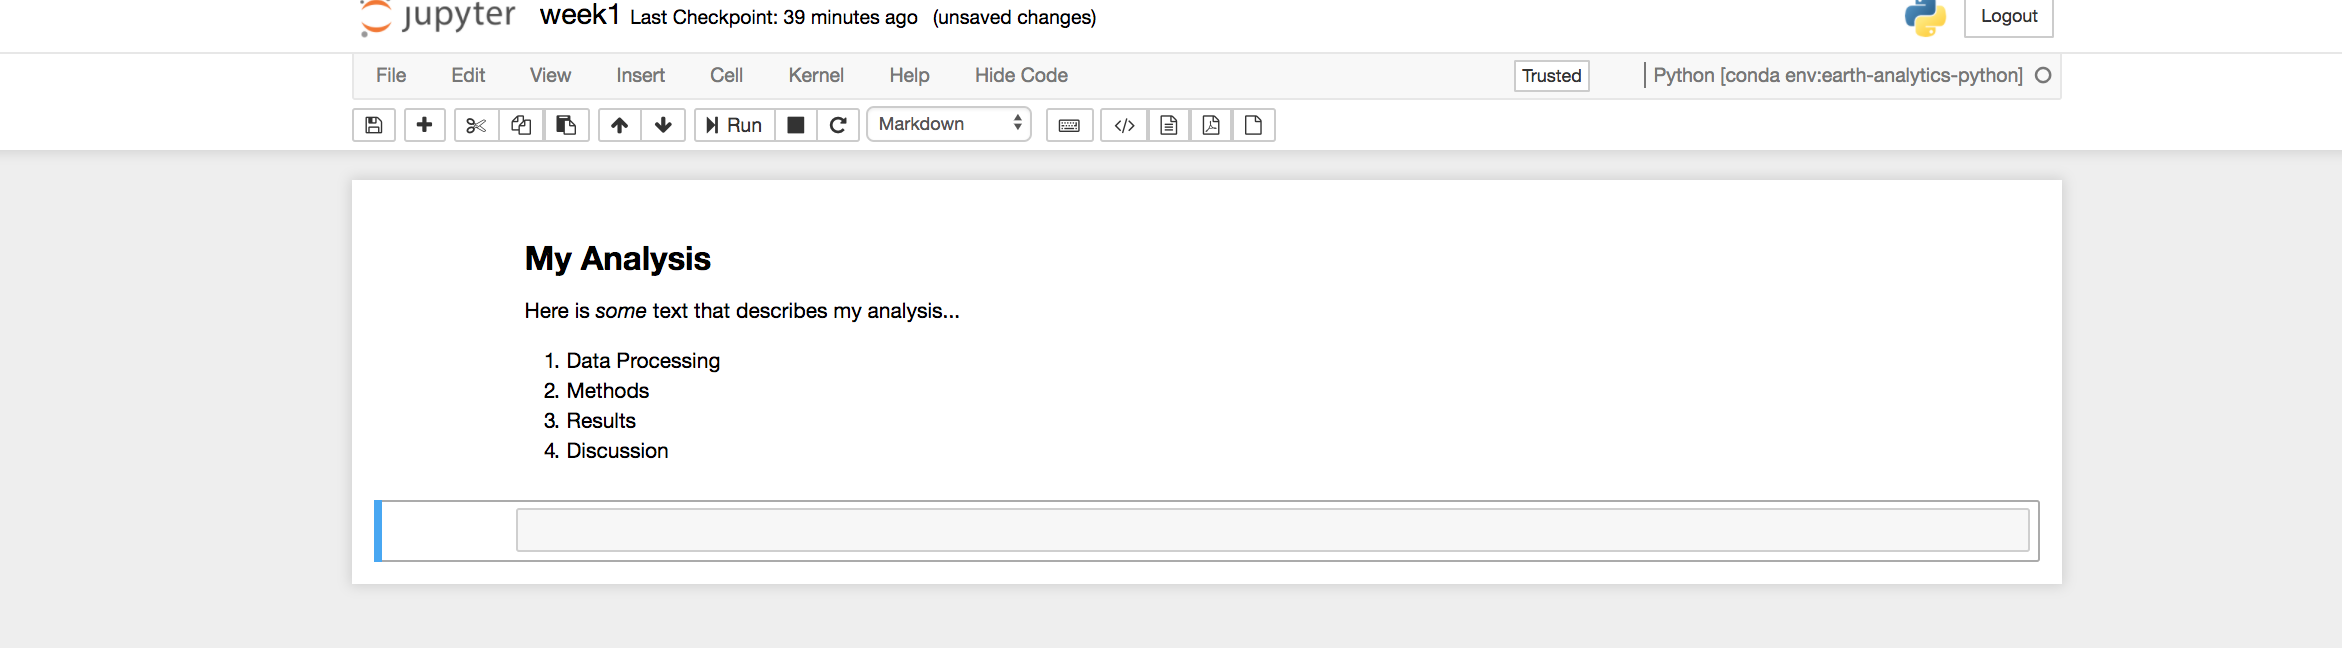 jupyter week1 Last Checkpoint: 39 minutes ago (unsaved changes) Logout
File Edit View Insert Cell Kernel Help Hide Code Trusted Python [conda env:earth-analytics-python]
Run Markdown </>
My Analysis
Here is some text that describes my analysis...
1. Data Processing
2. Methods
3. Results
4. Discussion